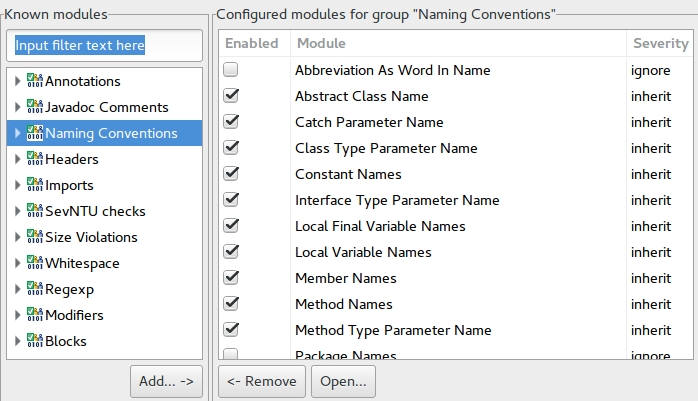 Known modules
Input filter text here
Annotations
Javadoc Comments
Naming Conventions
Headers
Imports
SevNTU checks
Size Violations
Whitespace
Regexp
Modifiers
Blocks
Add... ->
Configured modules for group "Naming Conventions"
Enabled Module Severity
Abbreviation As Word In Name ignore
Abstract Class Name inherit
Catch Parameter Name inherit
Class Type Parameter Name inherit
Constant Names inherit
Interface Type Parameter Name inherit
Local Final Variable Names inherit
Local Variable Names inherit
Member Names inherit
Method Names inherit
Method Type Parameter Name inherit
Package Names ignore
<- Remove Open...